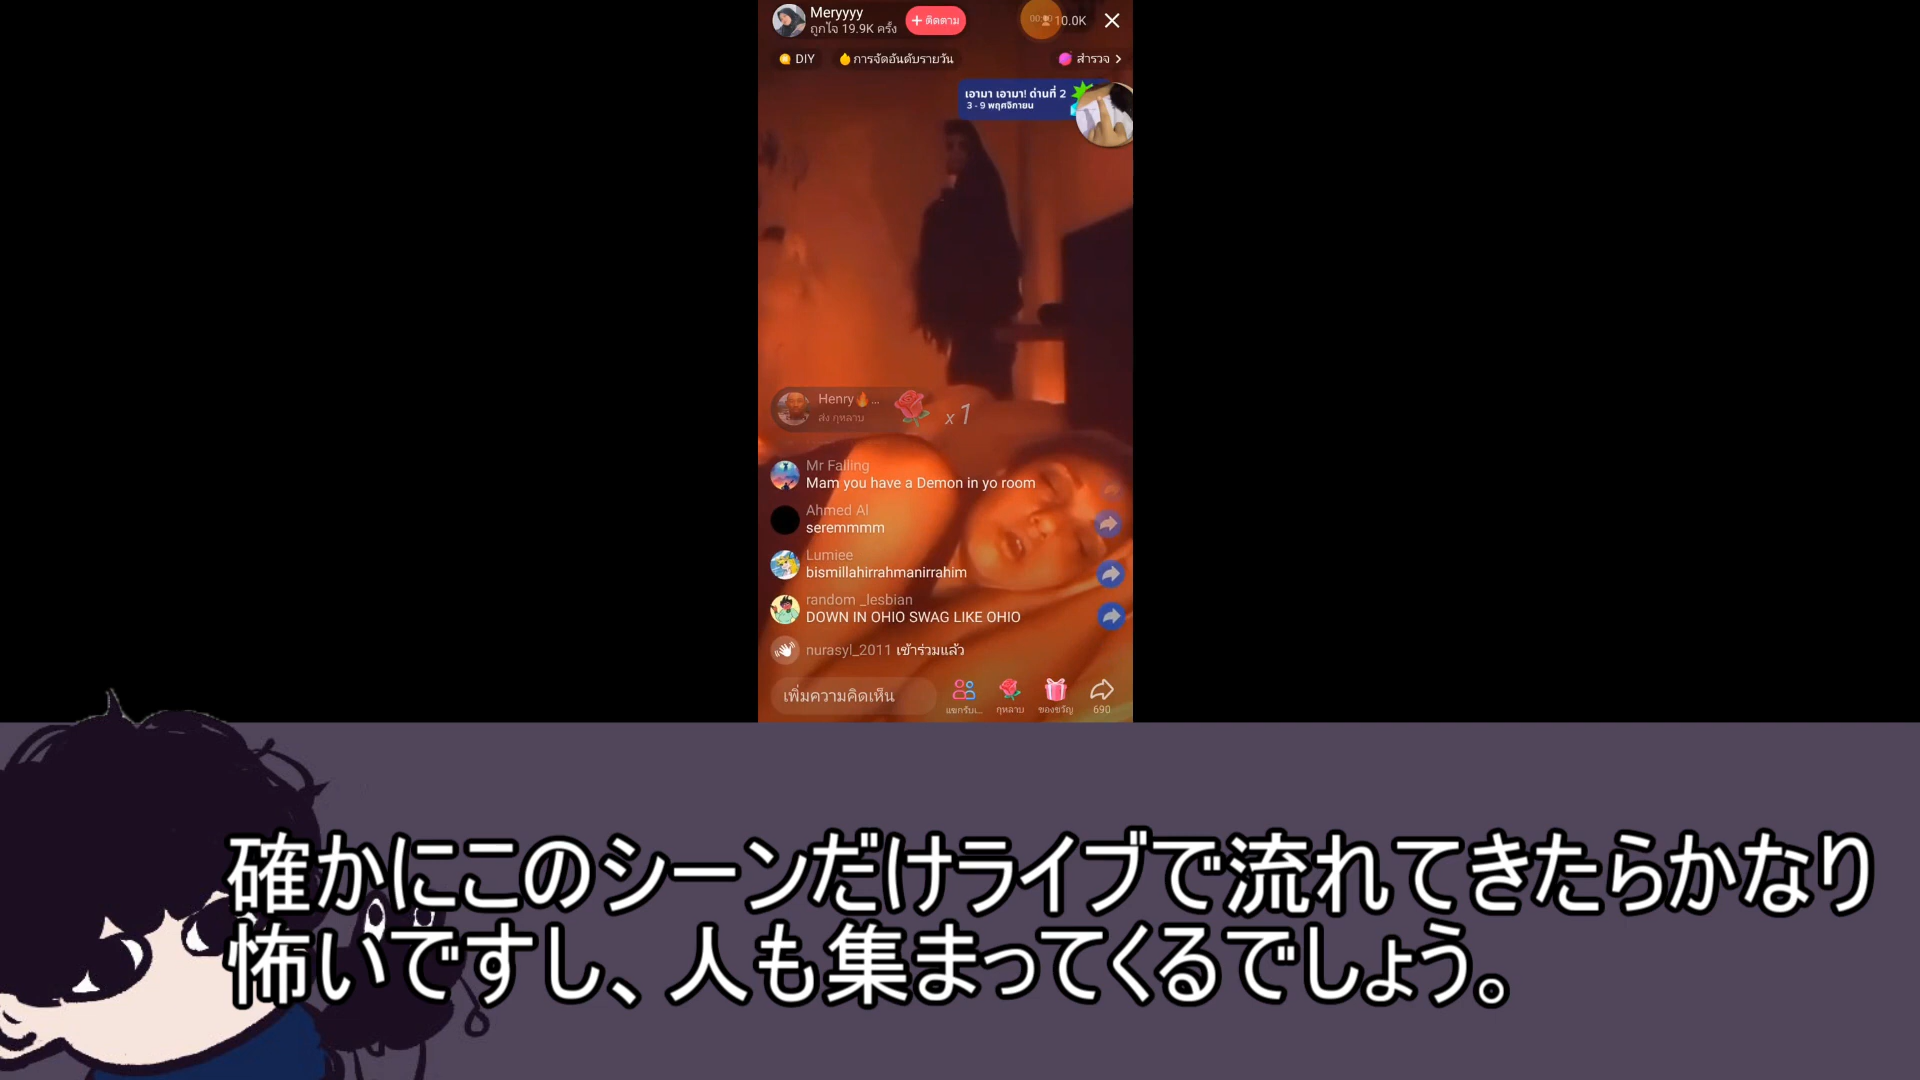 Meryyyy
ถูกใจ 19.9K ครั้ง
+ ติดตาม
10.0K
DIY
การจัดอันดับรายวัน
สำรวจ
เอามา เอามา! ด่านที่ 2
3 - 9 พฤศจิกายน
Henry🔥...
ส่ง กุหลาบ
x 1
Mr Falling
Mam you have a Demon in yo room
Ahmed Al
seremmmm
Lumiee
bismillahirrahmanirrahim
random _lesbian
DOWN IN OHIO SWAG LIKE OHIO
nurasyl_2011 เข้าร่วมแล้ว
เพิ่มความคิดเห็น
แขกรับเ...
กุหลาบ
ของขวัญ
690
確かにこのシーンだけライブで流れてきたらかなり
怖いですし、人も集まってくるでしょう。